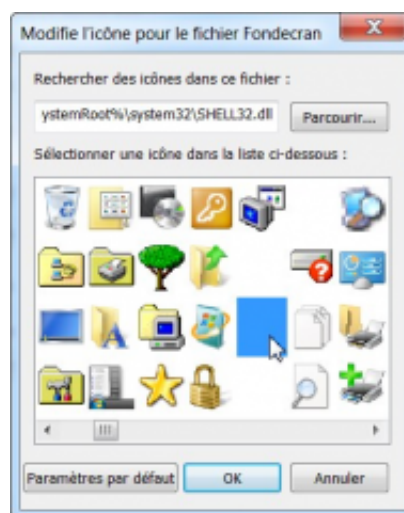 Modifie l'icône pour le fichier Fondecran
Rechercher des icônes dans ce fichier :
ystemRoot%\system32\SHELL32.dll
Parcourir...
Sélectionner une icône dans la liste ci-dessous :
Paramètres par défaut OK Annuler